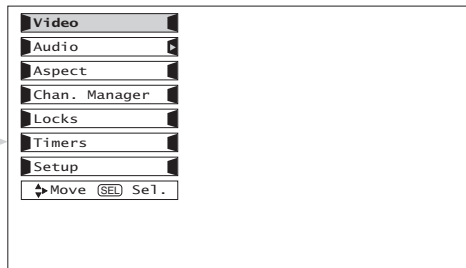 Video
Audio
Aspect
Chan. Manager
Locks
Timers
Setup
Move SEL Sel.